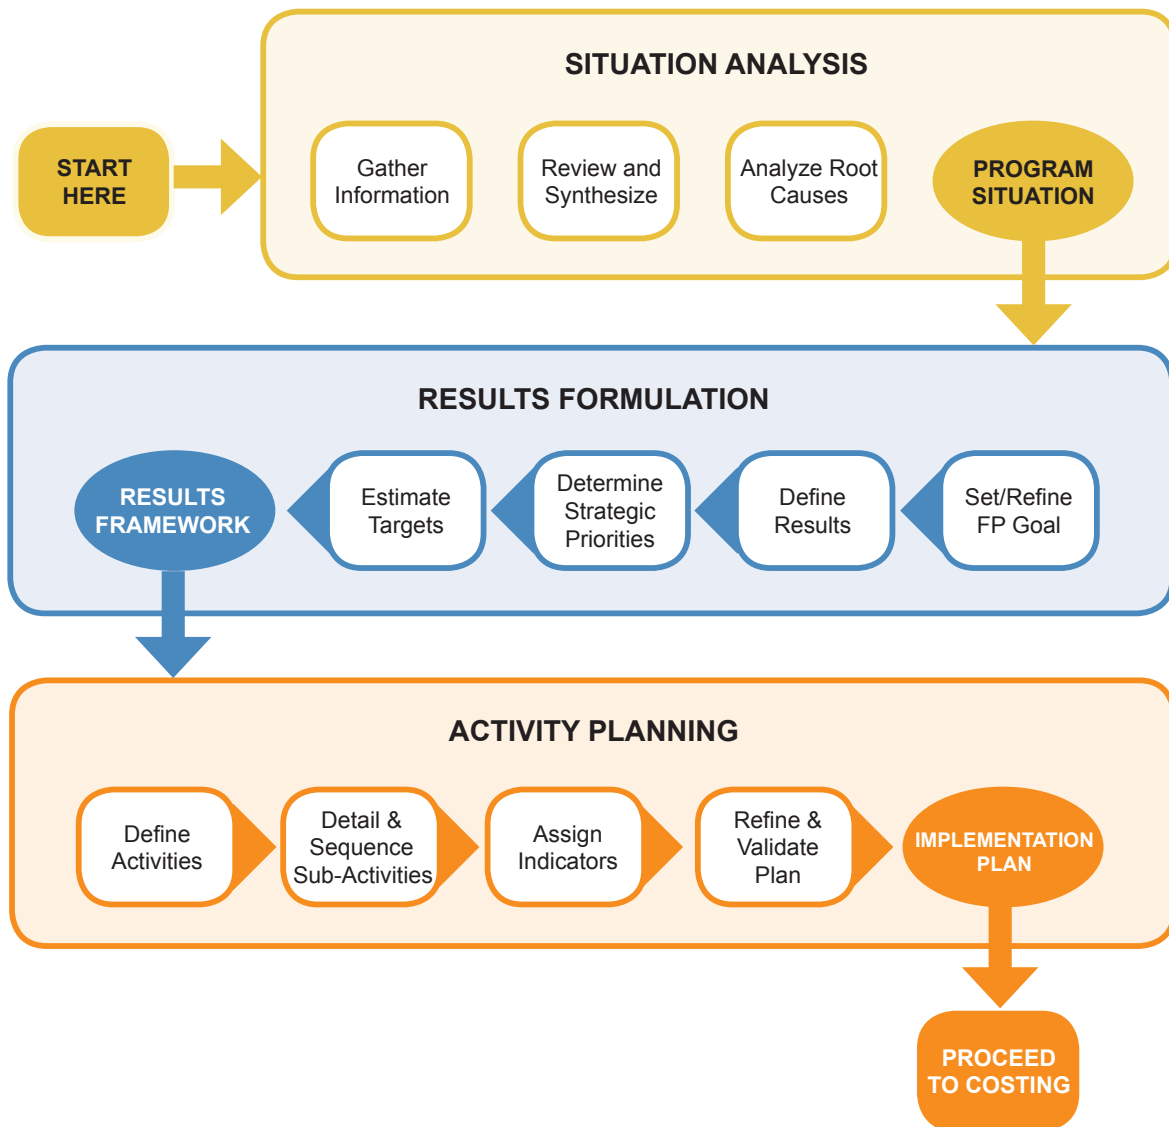 SITUATION ANALYSIS
START
HERE
Gather
Information
Review and
Synthesize
Analyze Root
Causes
PROGRAM
SITUATION
RESULTS FORMULATION
RESULTS
FRAMEWORK
Estimate
Targets
Determine
Strategic
Priorities
Define
Results
Set/Refine
FP Goal
ACTIVITY PLANNING
Define
Activities
Detail &
Sequence
Sub-Activities
Assign
Indicators
Refine &
Validate
Plan
IMPLEMENTATION
PLAN
PROCEED
TO COSTING